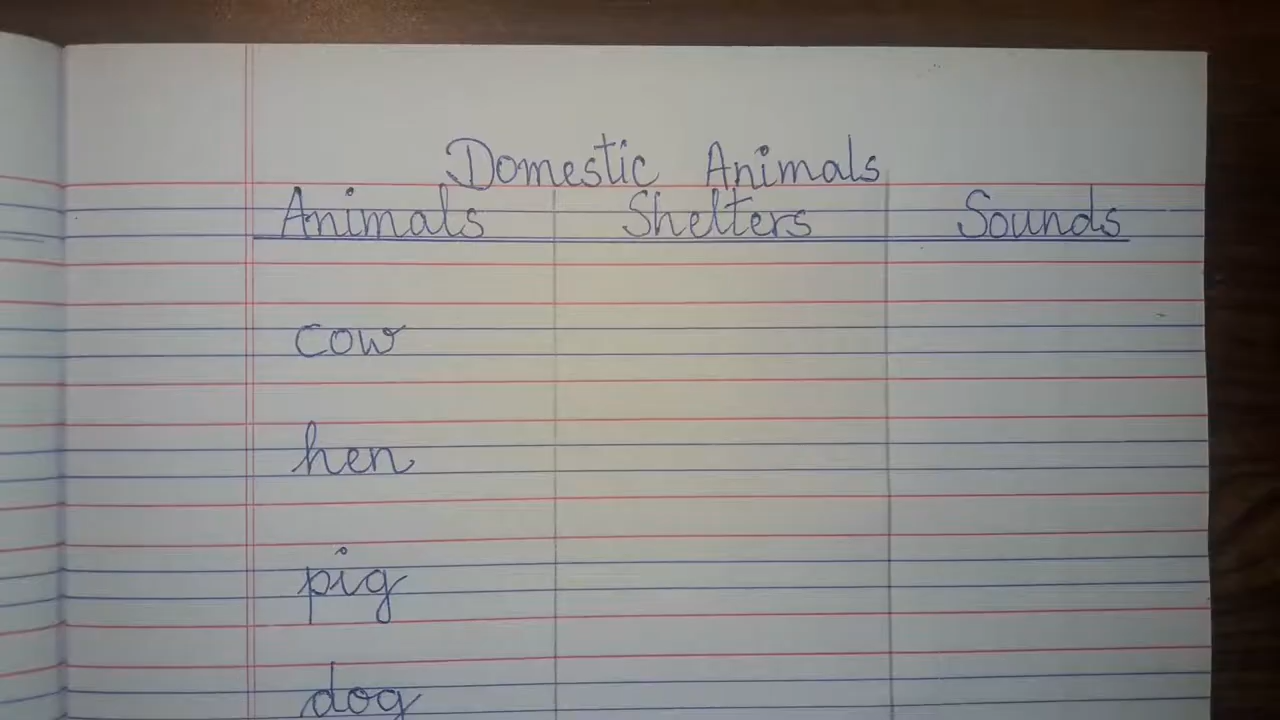 Domestic Animals
Animals Shelters Sounds
cow
hen
pig
dog